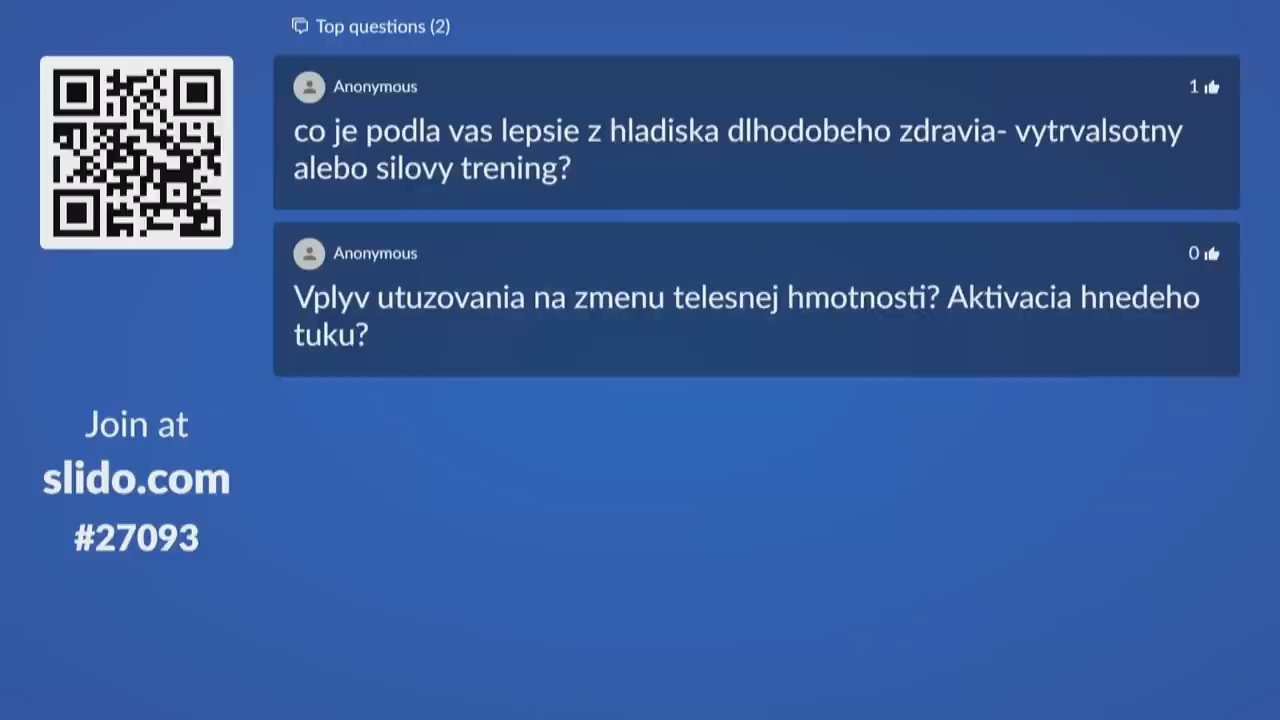 Top questions (2)
Anonymous
1
co je podla vas lepsie z hladiska dlhodobeho zdravia- vytrvalsotny
alebo silovy trening?
Anonymous
0
Vplyv utuzovania na zmenu telesnej hmotnosti? Aktivacia hnedeho
tuku?
Join at
slido.com
#27093